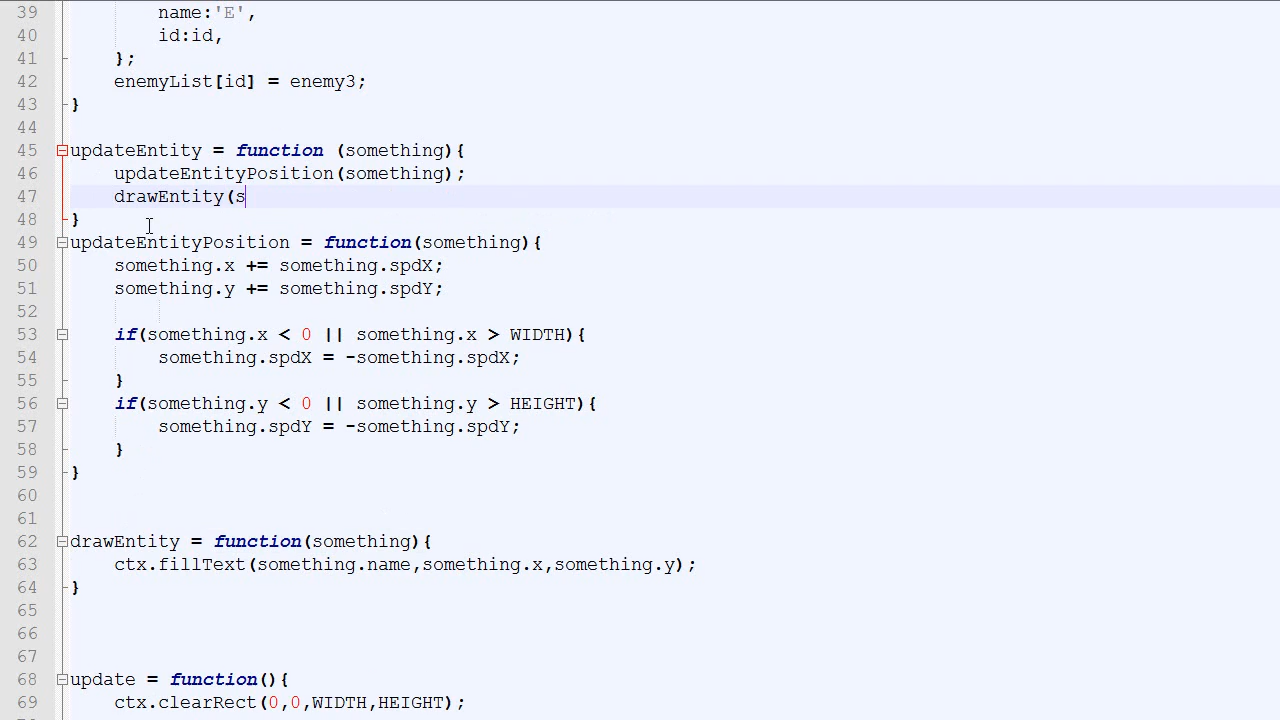 39 name:'E',
40 id:id,
41 };
42 enemyList[id] = enemy3;
43 }
44
45 updateEntity = function (something){
46 updateEntityPosition(something);
47 drawEntity(s
48 }
49 updateEntityPosition = function(something){
50 something.x += something.spdX;
51 something.y += something.spdY;
52
53 if(something.x < 0 || something.x > WIDTH){
54 something.spdX = -something.spdX;
55 }
56 if(something.y < 0 || something.y > HEIGHT){
57 something.spdY = -something.spdY;
58 }
59 }
60
61
62 drawEntity = function(something){
63 ctx.fillText(something.name,something.x,something.y);
64 }
65
66
67
68 update = function(){
69 ctx.clearRect(0,0,WIDTH,HEIGHT);